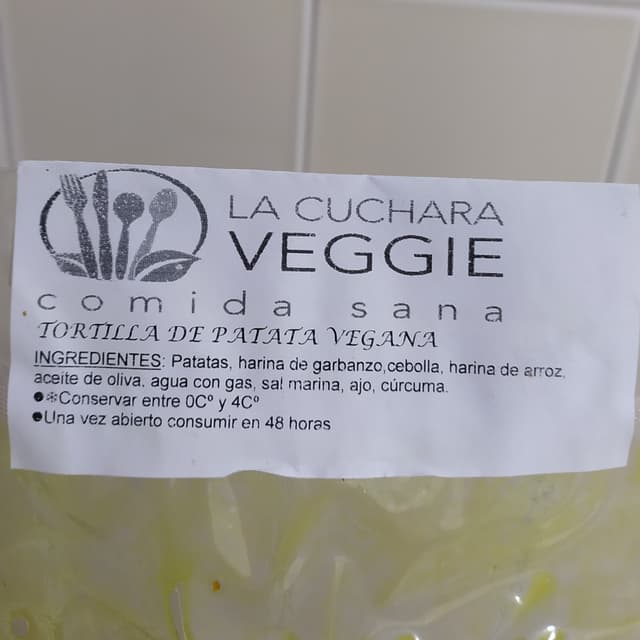 LA CUCHARA
VEGGIE
comida sana
TORTILLA DE PATATA VEGANA
INGREDIENTES: Patatas, harina de garbanzo,cebolla, harina de arroz,
aceite de oliva, agua con gas, sal marina, ajo, cúrcuma.
●❄Conservar entre 0Cº y 4Cº
●Una vez abierto consumir en 48 horas